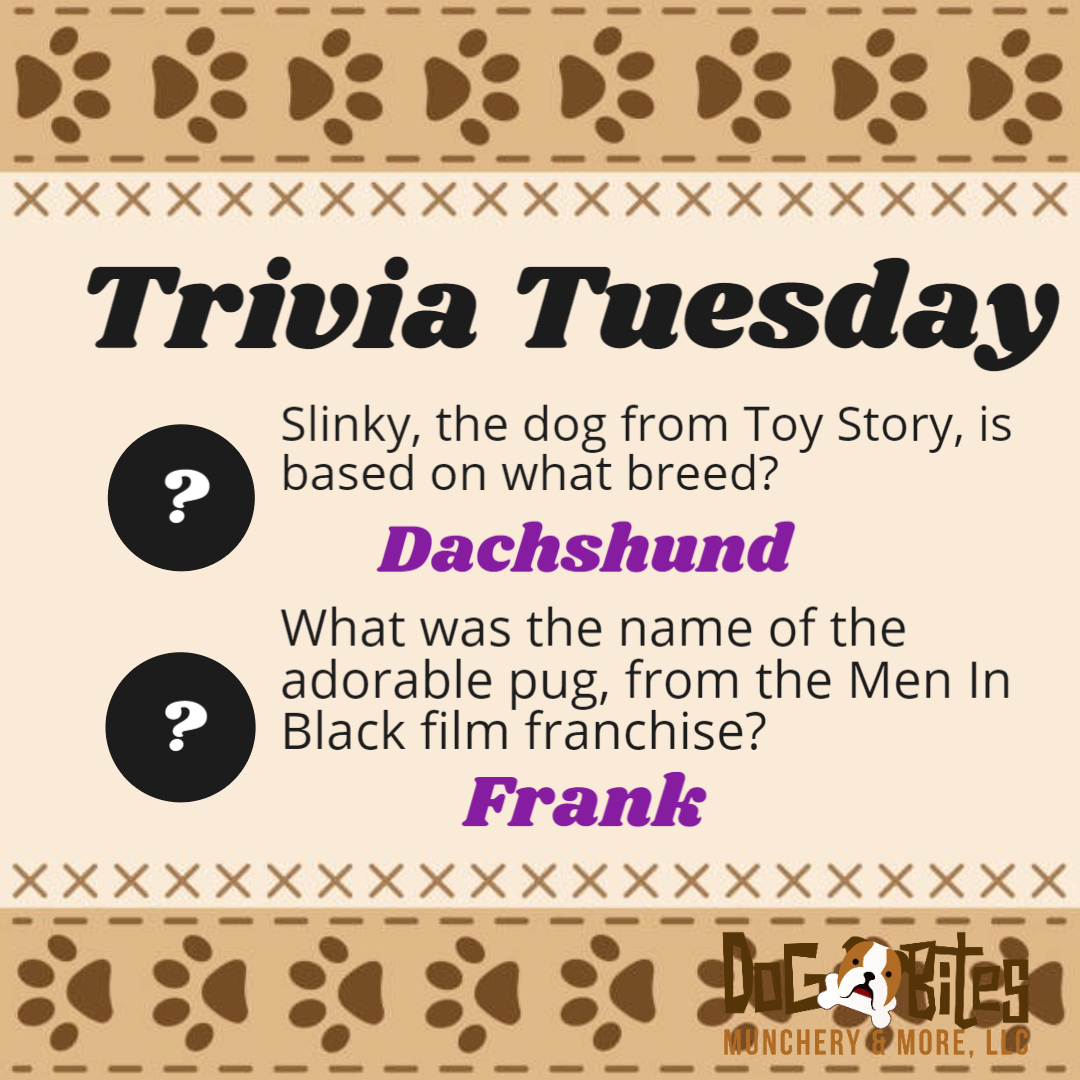 Trivia Tuesday
?
Slinky, the dog from Toy Story, is
based on what breed?
Dachshund
?
What was the name of the
adorable pug, from the Men In
Black film franchise?
Frank
DOG BITES
MUNCHERY & MORE, LLC